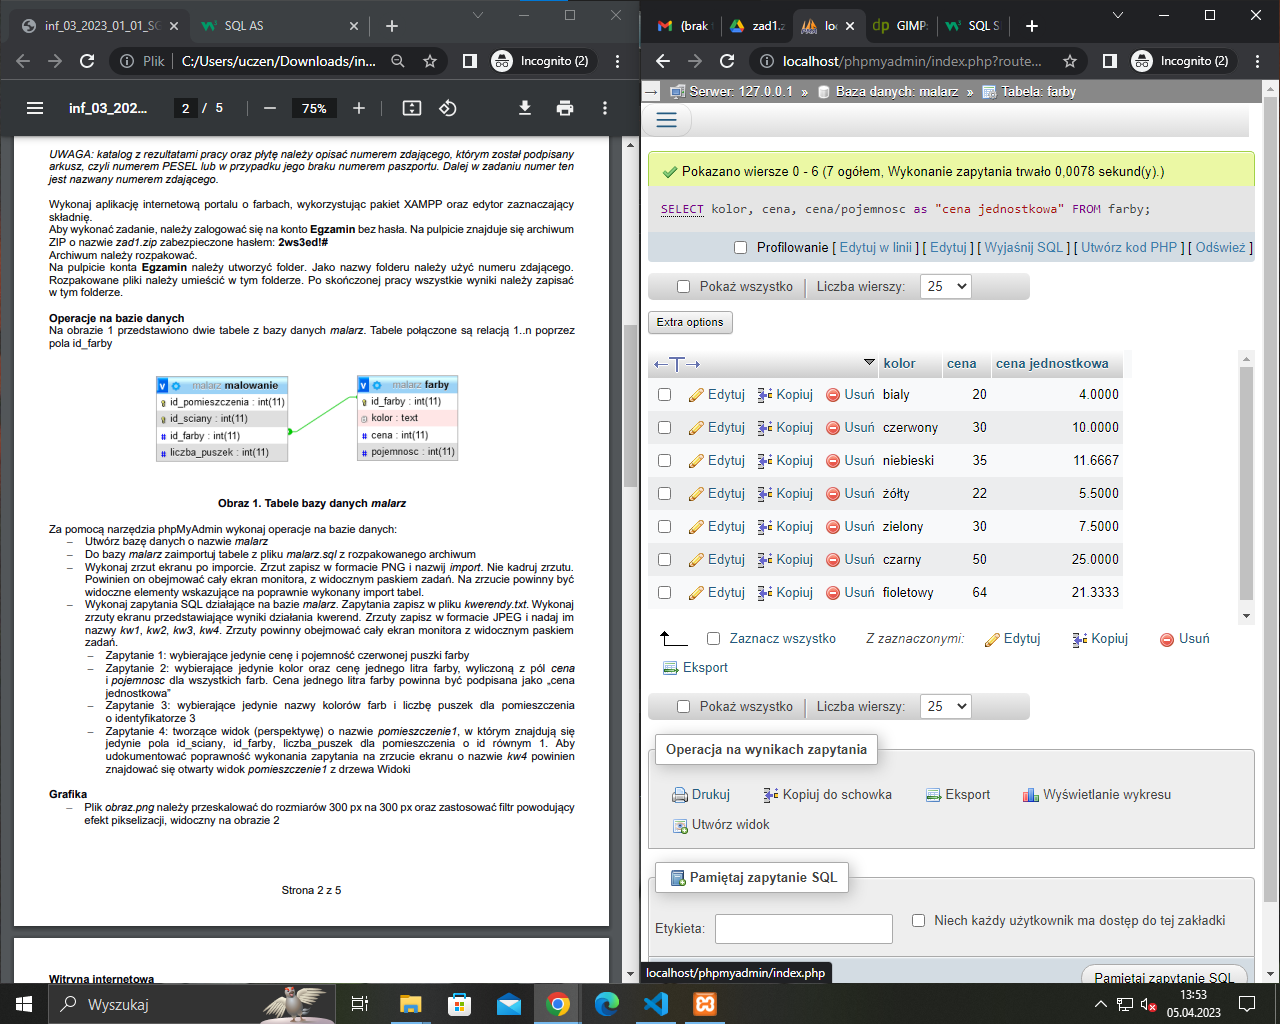 inf_03_2023_01_01_SQ
SQL AS
Plik
C:/Users/uczen/Downloads/in...
Incognito (2)
inf_03_202...
2 / 5
75%
UWAGA: katalog z rezultatami pracy oraz płytę należy opisać numerem zdającego, którym został podpisany
arkusz, czyli numerem PESEL lub w przypadku jego braku numerem paszportu. Dalej w zadaniu numer ten
jest nazwany numerem zdającego.
Wykonaj aplikację internetową portalu o farbach, wykorzystując pakiet XAMPP oraz edytor zaznaczający
składnię.
Aby wykonać zadanie, należy zalogować się na konto Egzamin bez hasła. Na pulpicie znajduje się archiwum
ZIP o nazwie zad1.zip zabezpieczone hasłem: 2ws3ed!#
Archiwum należy rozpakować.
Na pulpicie konta Egzamin należy utworzyć folder. Jako nazwy folderu należy użyć numeru zdającego.
Rozpakowane pliki należy umieścić w tym folderze. Po skończonej pracy wszystkie wyniki należy zapisać
w tym folderze.
Operacje na bazie danych
Na obrazie 1 przedstawiono dwie tabele z bazy danych malarz. Tabele połączone są relacją 1..n poprzez
pola id_farby
malarz malowanie
id_pomieszczenia : int(11)
id_sciany : int(11)
id_farby : int(11)
liczba_puszek : int(11)
malarz farby
id_farby : int(11)
kolor : text
cena : int(11)
pojemnosc : int(11)
Obraz 1. Tabele bazy danych malarz
Za pomocą narzędzia phpMyAdmin wykonaj operacje na bazie danych:
– Utwórz bazę danych o nazwie malarz
– Do bazy malarz zaimportuj tabele z pliku malarz.sql z rozpakowanego archiwum
– Wykonaj zrzut ekranu po imporcie. Zrzut zapisz w formacie PNG i nazwij import. Nie kadruj zrzutu.
Powinien on obejmować cały ekran monitora, z widocznym paskiem zadań. Na zrzucie powinny być
widoczne elementy wskazujące na poprawnie wykonany import tabel.
– Wykonaj zapytania SQL działające na bazie malarz. Zapytania zapisz w pliku kwerendy.txt. Wykonaj
zrzuty ekranu przedstawiające wyniki działania kwerend. Zrzuty zapisz w formacie JPEG i nadaj im
nazwy kw1, kw2, kw3, kw4. Zrzuty powinny obejmować cały ekran monitora z widocznym paskiem
zadań.
– Zapytanie 1: wybierające jedynie cenę i pojemność czerwonej puszki farby
– Zapytanie 2: wybierające jedynie kolor oraz cenę jednego litra farby, wyliczoną z pól cena
i pojemnosc dla wszystkich farb. Cena jednego litra farby powinna być podpisana jako „cena
jednostkowa”
– Zapytanie 3: wybierające jedynie nazwy kolorów farb i liczbę puszek dla pomieszczenia
o identyfikatorze 3
– Zapytanie 4: tworzące widok (perspektywę) o nazwie pomieszczenie1, w którym znajdują się
jedynie pola id_sciany, id_farby, liczba_puszek dla pomieszczenia o id równym 1. Aby
udokumentować poprawność wykonania zapytania na zrzucie ekranu o nazwie kw4 powinien
znajdować się otwarty widok pomieszczenie1 z drzewa Widoki
Grafika
– Plik obraz.png należy przeskalować do rozmiarów 300 px na 300 px oraz zastosować filtr powodujący
efekt pikselizacji, widoczny na obrazie 2
Strona 2 z 5
Witryna internetowa
(brak
zad1.z
loc
GIMP
SQL S
localhost/phpmyadmin/index.php?route...
Incognito (2)
Serwer: 127.0.0.1 » Baza danych: malarz » Tabela: farby
Pokazano wiersze 0 - 6 (7 ogółem, Wykonanie zapytania trwało 0,0078 sekund(y).)
SELECT kolor, cena, cena/pojemnosc as "cena jednostkowa" FROM farby;
Profilowanie [ Edytuj w linii ] [ Edytuj ] [ Wyjaśnij SQL ] [ Utwórz kod PHP ] [ Odśwież ]
Pokaż wszystko Liczba wierszy: 25
Extra options
kolor cena cena jednostkowa
Edytuj Kopiuj Usuń bialy 20 4.0000
Edytuj Kopiuj Usuń czerwony 30 10.0000
Edytuj Kopiuj Usuń niebieski 35 11.6667
Edytuj Kopiuj Usuń żółty 22 5.5000
Edytuj Kopiuj Usuń zielony 30 7.5000
Edytuj Kopiuj Usuń czarny 50 25.0000
Edytuj Kopiuj Usuń fioletowy 64 21.3333
Zaznacz wszystko Z zaznaczonymi: Edytuj Kopiuj Usuń
Eksport
Pokaż wszystko Liczba wierszy: 25
Operacja na wynikach zapytania
Drukuj Kopiuj do schowka Eksport Wyświetlanie wykresu
Utwórz widok
Pamiętaj zapytanie SQL
Etykieta: Niech każdy użytkownik ma dostęp do tej zakładki
localhost/phpmyadmin/index.php
Pamiętaj zapytanie SQL
Wyszukaj
13:53
05.04.2023